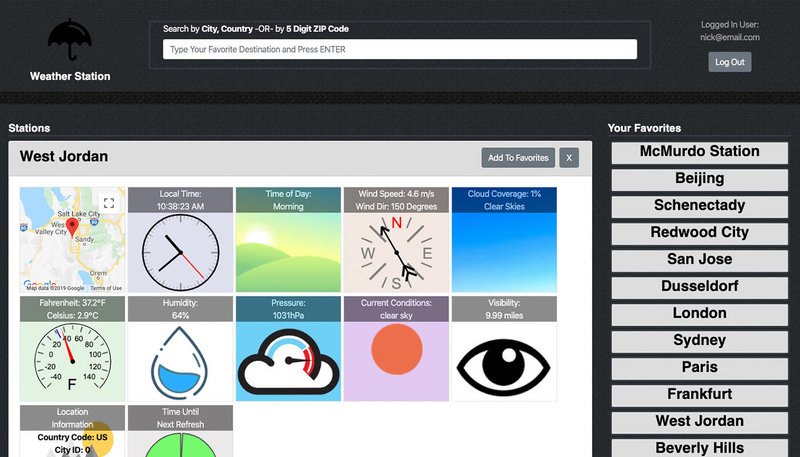 Search by City, Country -OR- by 5 Digit ZIP Code
Type Your Favorite Destination and Press ENTER
Weather Station
Logged In User:
nick@email.com
Log Out
Stations
West Jordan
Add To Favorites
X
Salt Lake City
West
Valley City
Sandy
Orem
Google
Map data ©2019 Google
Terms of Use
Local Time:
10:38:23 AM
Time of Day:
Morning
Wind Speed: 4.6 m/s
Wind Dir: 150 Degrees
N
W
E
S
Cloud Coverage: 1%
Clear Skies
Fahrenheit: 37.2°F
Celsius: 2.9°C
0
20
40
60
80
100
120
140
-20
-40
-140
F
Humidity:
64%
Pressure:
1031hPa
Current Conditions:
clear sky
Visibility:
9.99 miles
Location
Information
Country Code: US
City ID: 0
Time Until
Next Refresh
Your Favorites
McMurdo Station
Beijing
Schenectady
Redwood City
San Jose
Dusseldorf
London
Sydney
Paris
Frankfurt
West Jordan
Beverly Hills